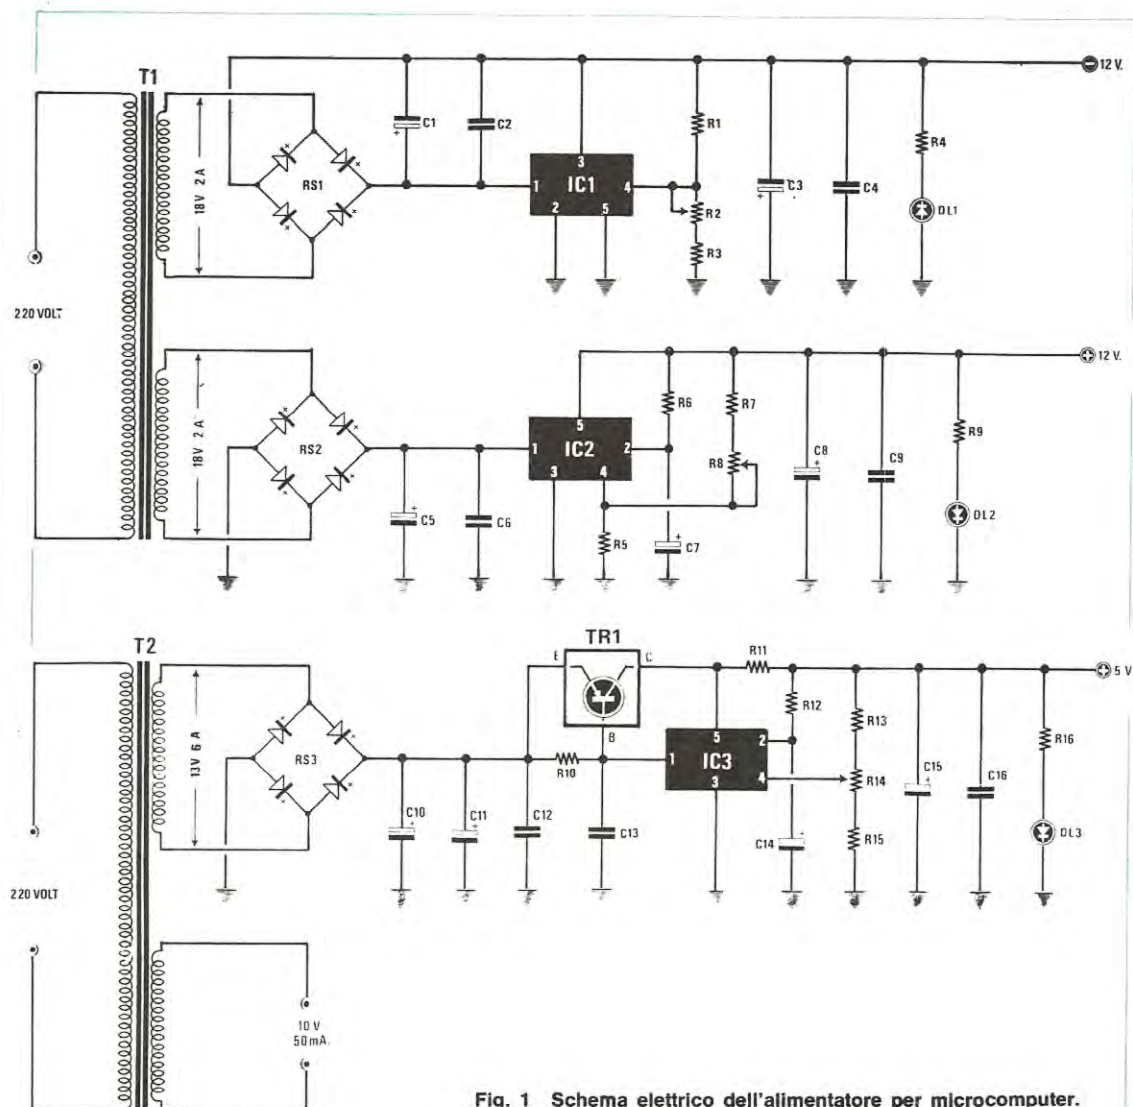 T1
12 V.
C1
+
C2
R1
R4
18V 2A
RS1
3
1
IC1
4
2
5
R2
R3
C3
+
C4
DL1
220 VOLT
12 V.
18V 2A
RS2
5
1
IC2
2
3
4
R6
R7
R8
R9
C8
+
C9
DL2
C5
+
C6
R5
C7
+
T2
TR1
E
C
B
R11
5 V
13V 6A
RS3
R10
R12
R13
R16
5
1
IC3
2
4
3
R14
C15
+
C16
C10
+
C11
+
C12
C13
C14
+
R15
DL3
220 VOLT
10 V
50mA.
Fig. 1 Schema elettrico dell'alimentatore per microcomputer.